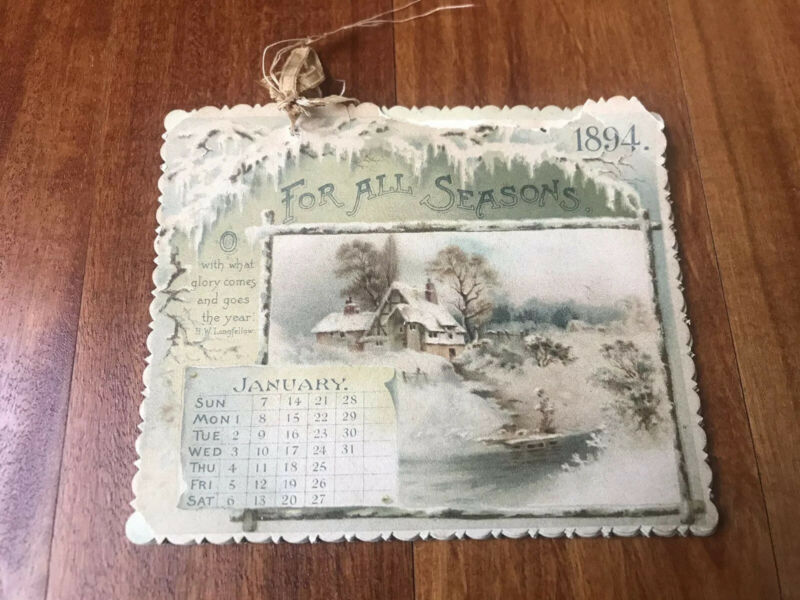 1894.
FOR ALL SEASONS.
O
with what
glory comes
and goes
the year!
H.W. Longfellow.
JANUARY.
SUN 7 14 21 28
MON 1 8 15 22 29
TUE 2 9 16 23 30
WED 3 10 17 24 31
THU 4 11 18 25
FRI 5 12 19 26
SAT 6 13 20 27